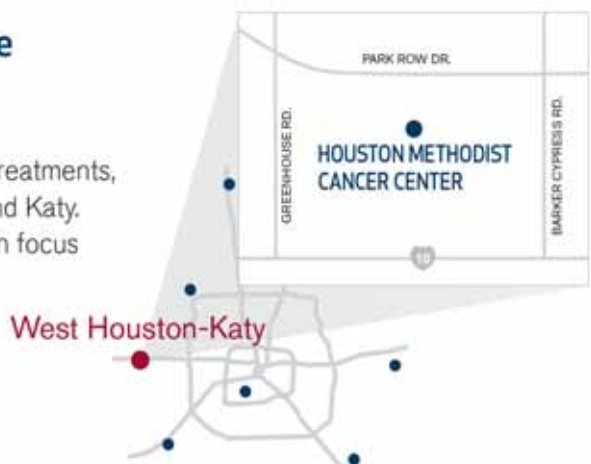 e
reatments,
nd Katy.
n focus
West Houston-Katy
PARK ROW DR.
GREENHOUSE RD.
HOUSTON METHODIST
CANCER CENTER
BARKER CYPRESS RD.
10